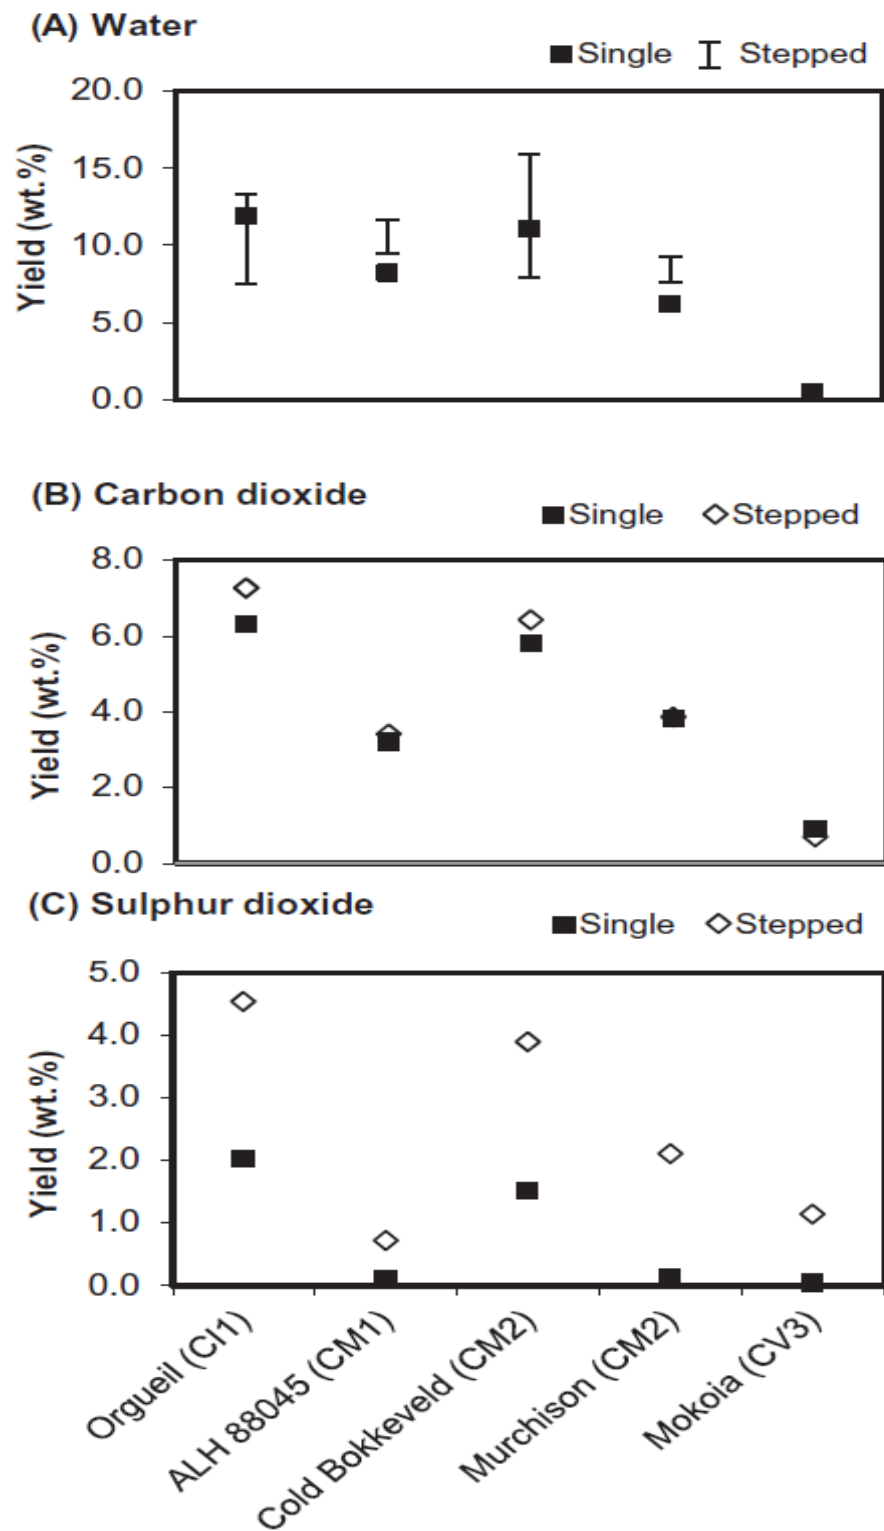 (A) Water
Single Stepped
Yield (wt.%)
20.0
15.0
10.0
5.0
0.0
(B) Carbon dioxide
Single Stepped
Yield (wt.%)
8.0
6.0
4.0
2.0
0.0
(C) Sulphur dioxide
Single Stepped
Yield (wt.%)
5.0
4.0
3.0
2.0
1.0
0.0
Orgueil (CI1)
ALH 88045 (CM1)
Cold Bokkeveld (CM2)
Murchison (CM2)
Mokoia (CV3)